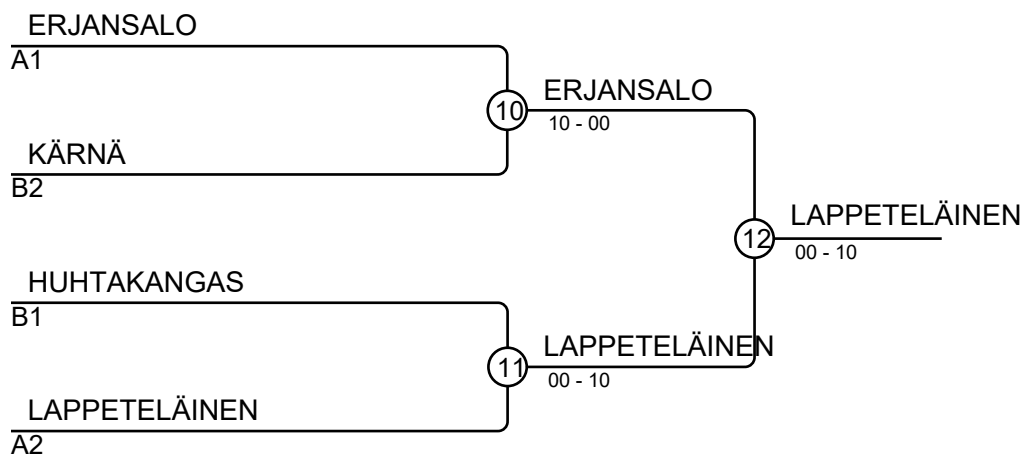 ERJANSALO
A1
10
ERJANSALO
10 - 00
KÄRNÄ
B2
12
LAPPETELÄINEN
00 - 10
HUHTAKANGAS
B1
11
LAPPETELÄINEN
00 - 10
LAPPETELÄINEN
A2